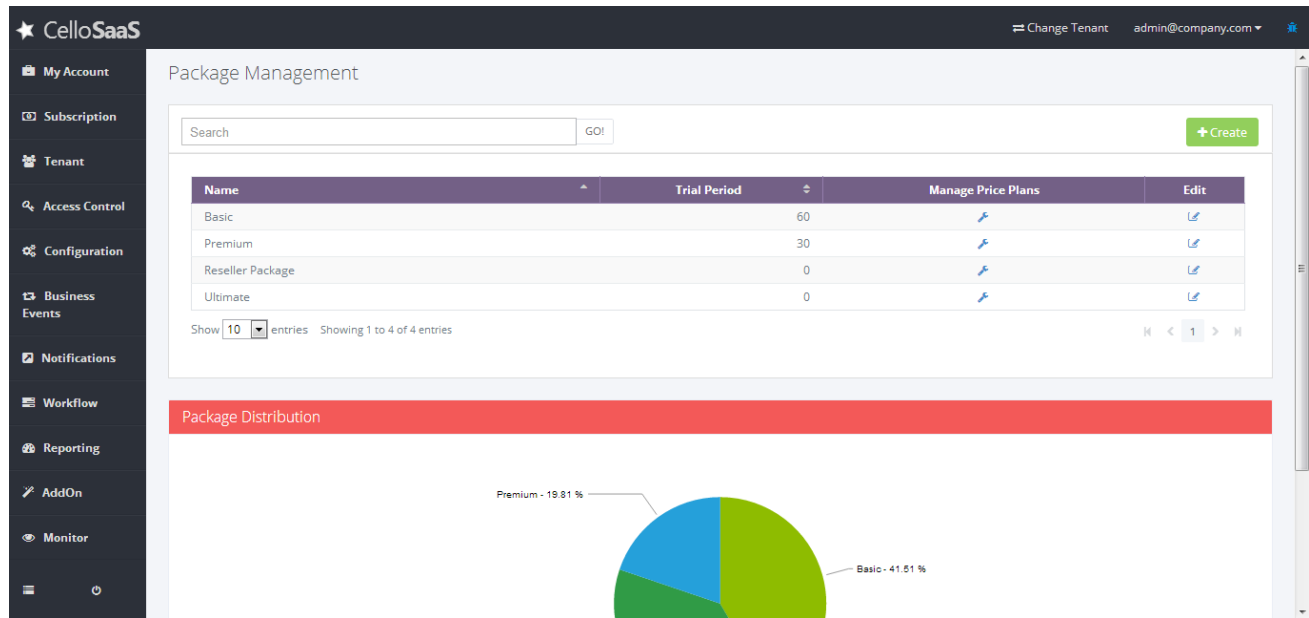 CelloSaaS
Change Tenant admin@company.com
My Account
Subscription
Tenant
Access Control
Configuration
Business
Events
Notifications
Workflow
Reporting
AddOn
Monitor
Package Management
Search GO! Create
Name Trial Period Manage Price Plans Edit
Basic 60
Premium 30
Reseller Package 0
Ultimate 0
Show 10 entries Showing 1 to 4 of 4 entries 1
Package Distribution
Premium - 19.81 %
Basic - 41.51 %